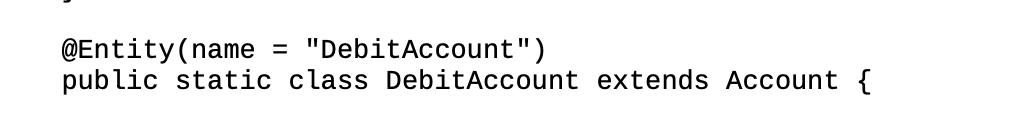 @Entity(name = "DebitAccount")
public static class DebitAccount extends Account {